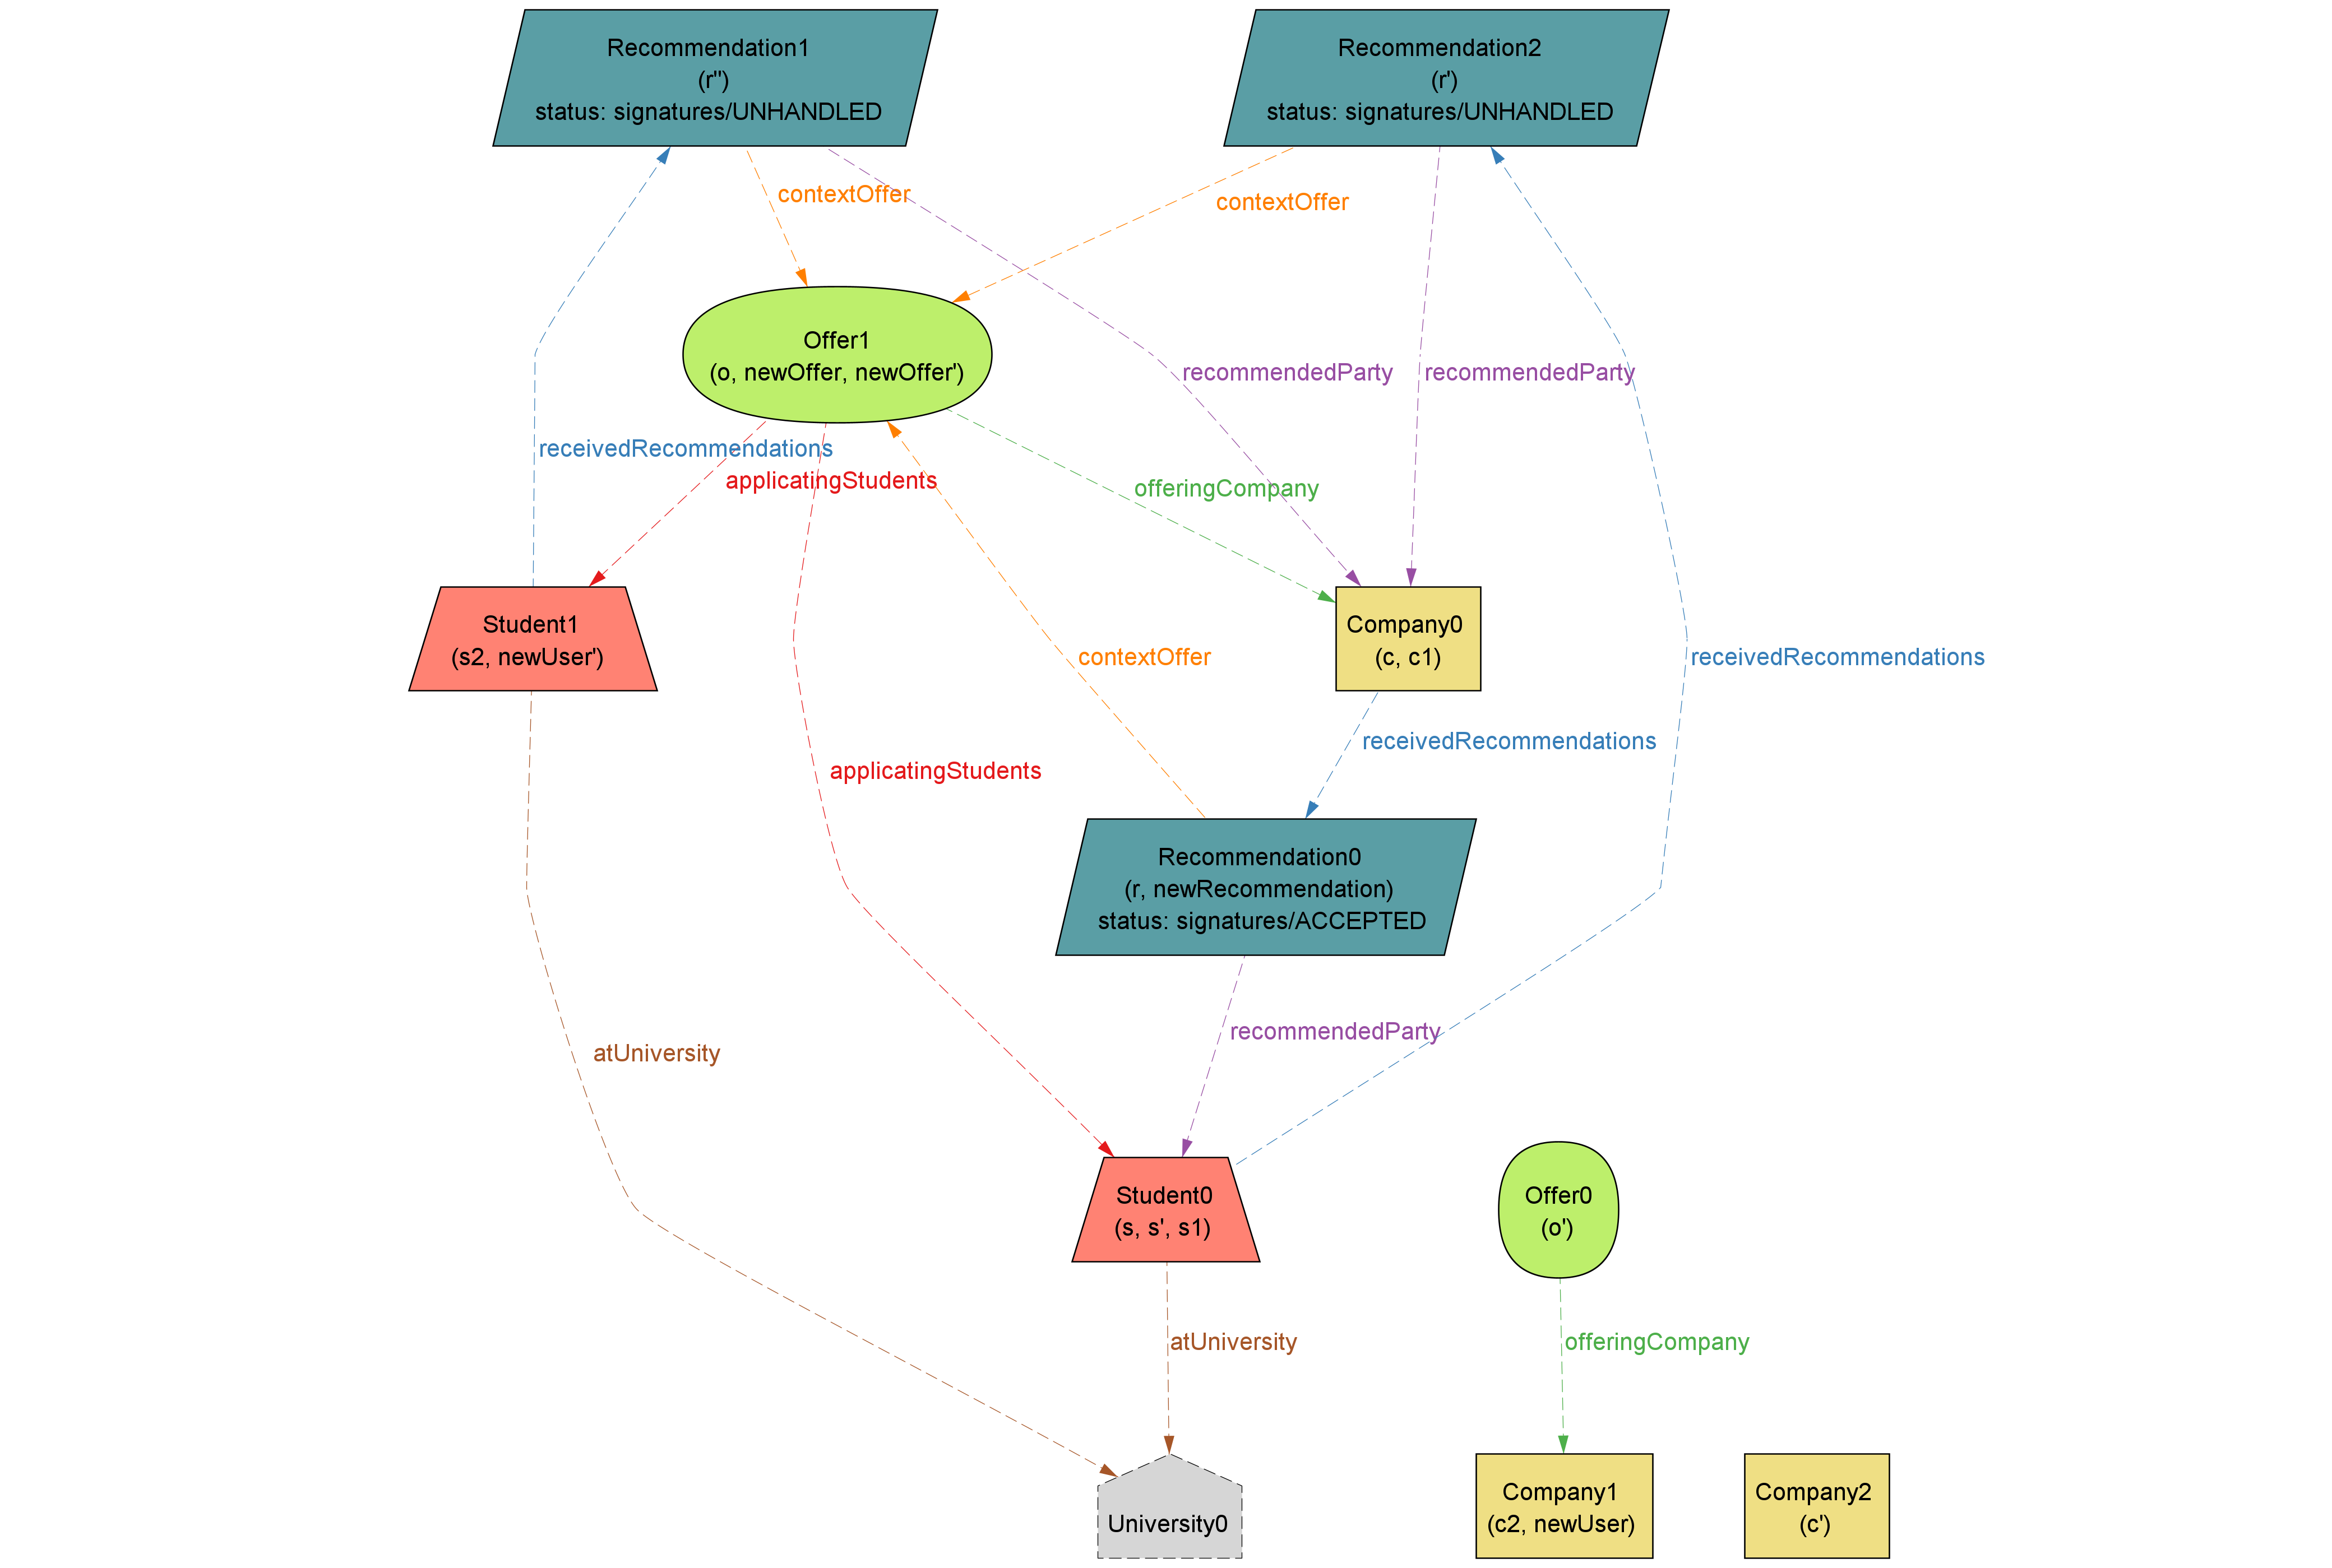 Recommendation1
(r")
status: signatures/UNHANDLED
Recommendation2
(r')
status: signatures/UNHANDLED
contextOffer
contextOffer
Offer1
(o, newOffer, newOffer')
recommendedParty
recommendedParty
receivedRecommendations
applicatingStudents
offeringCompany
Student1
(s2, newUser')
Company0
(c, c1)
contextOffer
receivedRecommendations
receivedRecommendations
applicatingStudents
Recommendation0
(r, newRecommendation)
status: signatures/ACCEPTED
recommendedParty
atUniversity
Student0
(s, s', s1)
Offer0
(o')
atUniversity
offeringCompany
University0
Company1
(c2, newUser)
Company2
(c')